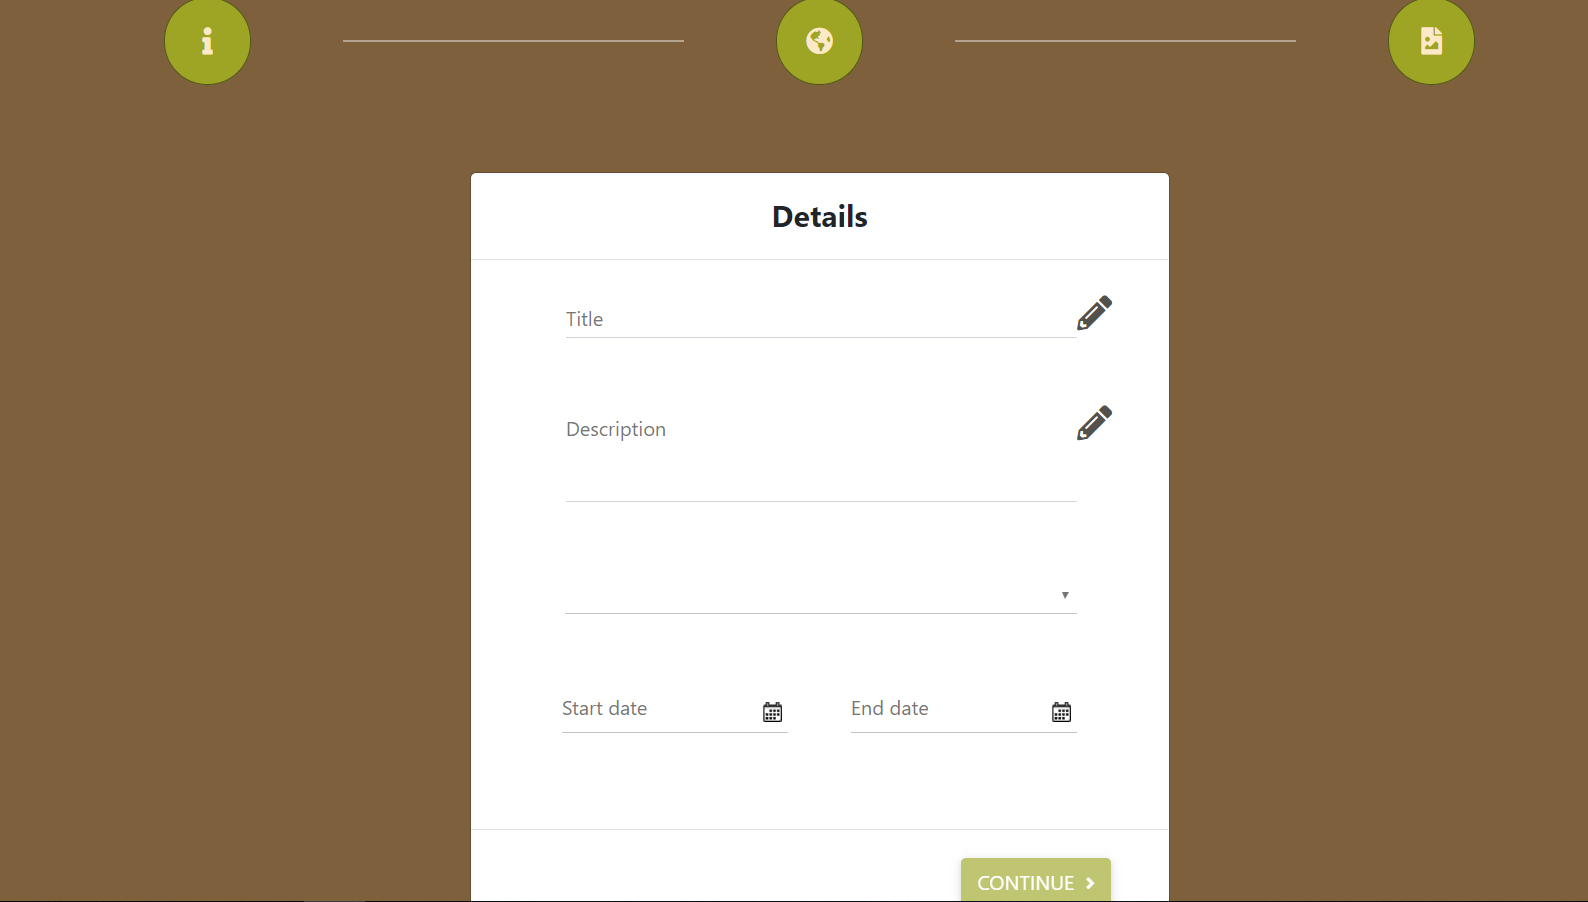 Details
Title
Description
Start date
End date
CONTINUE